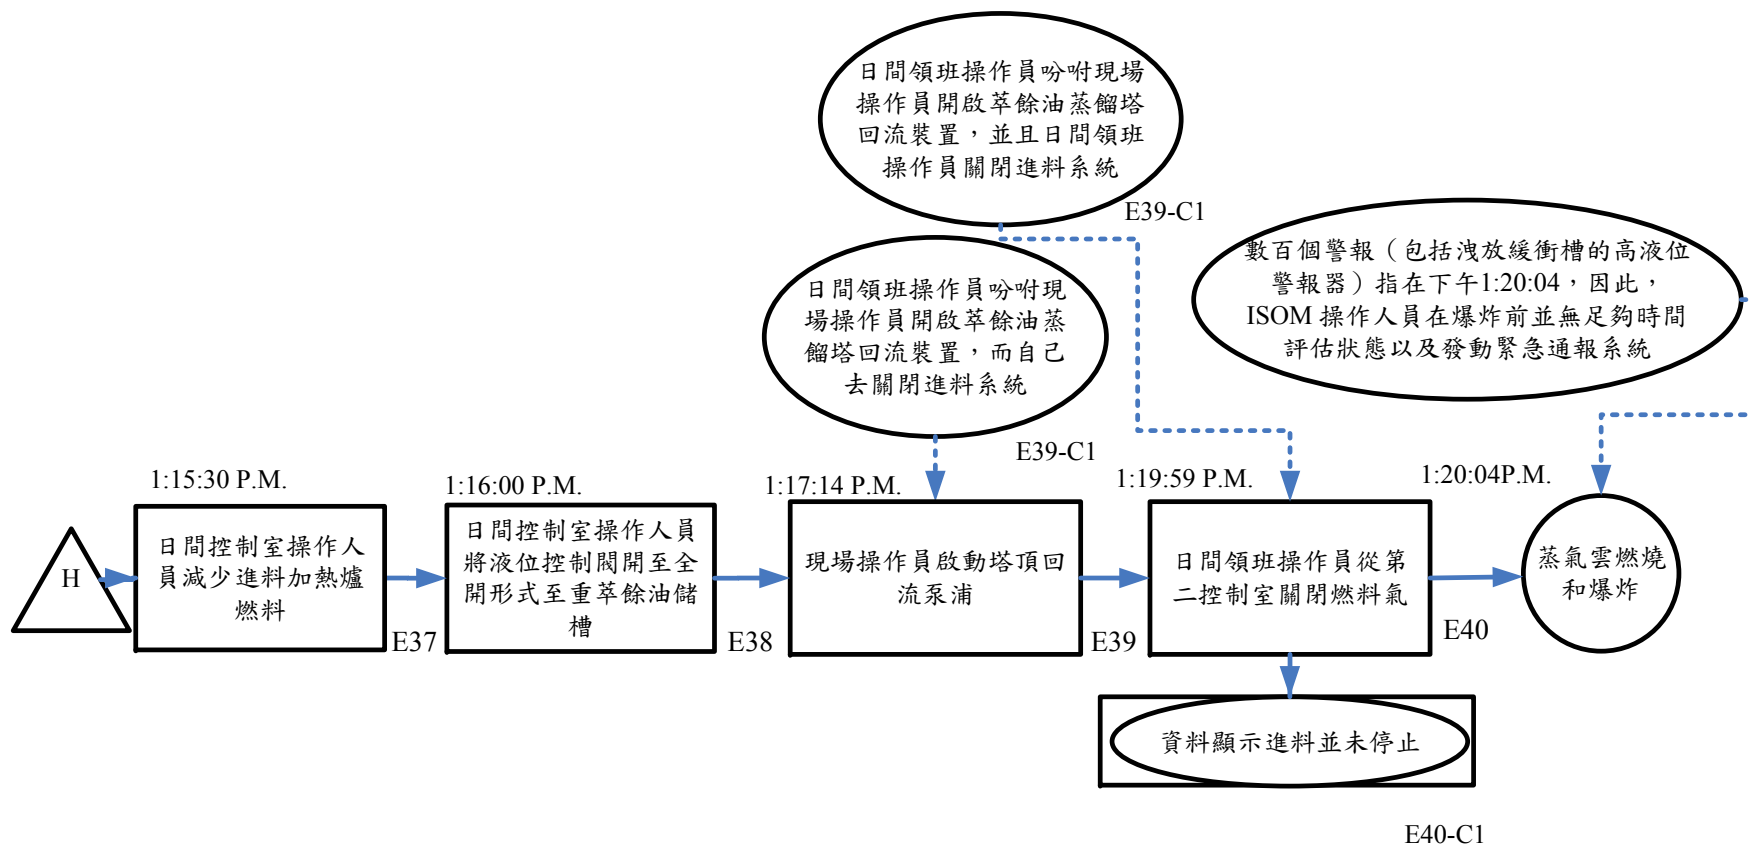 日間領班操作員吩咐現場
操作員開啟萃餘油蒸餾塔
回流裝置，並且日間領班
操作員關閉進料系統
E39-C1
日間領班操作員吩咐現
場操作員開啟萃餘油蒸
餾塔回流裝置，而自己
去關閉進料系統
E39-C1
數百個警報（包括洩放緩衝槽的高液位
警報器）指在下午1:20:04，因此，
ISOM 操作人員在爆炸前並無足夠時間
評估狀態以及發動緊急通報系統
H
1:15:30 P.M.
日間控制室操作人
員減少進料加熱爐
燃料
E37
1:16:00 P.M.
日間控制室操作人員
將液位控制閥開至全
開形式至重萃餘油儲
槽
E38
1:17:14 P.M.
現場操作員啟動塔頂回
流泵浦
E39
1:19:59 P.M.
日間領班操作員從第
二控制室關閉燃料氣
E40
1:20:04P.M.
蒸氣雲燃燒
和爆炸
資料顯示進料並未停止
E40-C1